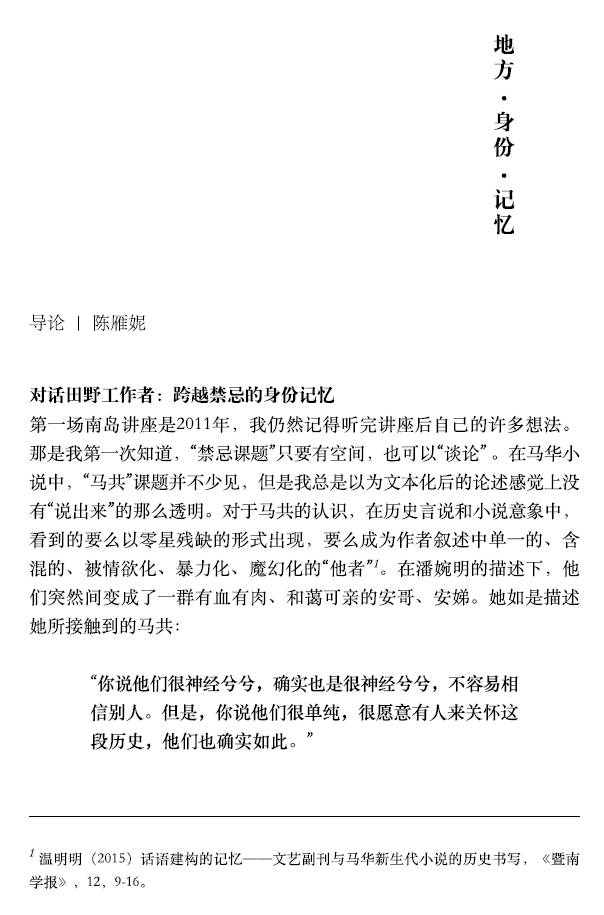 地方·身份·记忆
导论 | 陈雁妮
对话田野工作者：跨越禁忌的身份记忆
第一场南岛讲座是2011年，我仍然记得听完讲座后自己的许多想法。
那是我第一次知道，“禁忌课题”只要有空间，也可以“谈论” 。在马华小
说中，“马共”课题并不少见，但是我总是以为文本化后的论述感觉上没
有“说出来”的那么透明。对于马共的认识，在历史言说和小说意象中，
看到的要么以零星残缺的形式出现，要么成为作者叙述中单一的、含
混的、被情欲化、暴力化、魔幻化的“他者”1。在潘婉明的描述下，他
们突然间变成了一群有血有肉、和蔼可亲的安哥、安娣。她如是描述
她所接触到的马共：
“你说他们很神经兮兮，确实也是很神经兮兮，不容易相
信别人。但是，你说他们很单纯，很愿意有人来关怀这
段历史，他们也确实如此。”
1 温明明（2015）话语建构的记忆——文艺副刊与马华新生代小说的历史书写，《暨南
学报》，12，9-16。